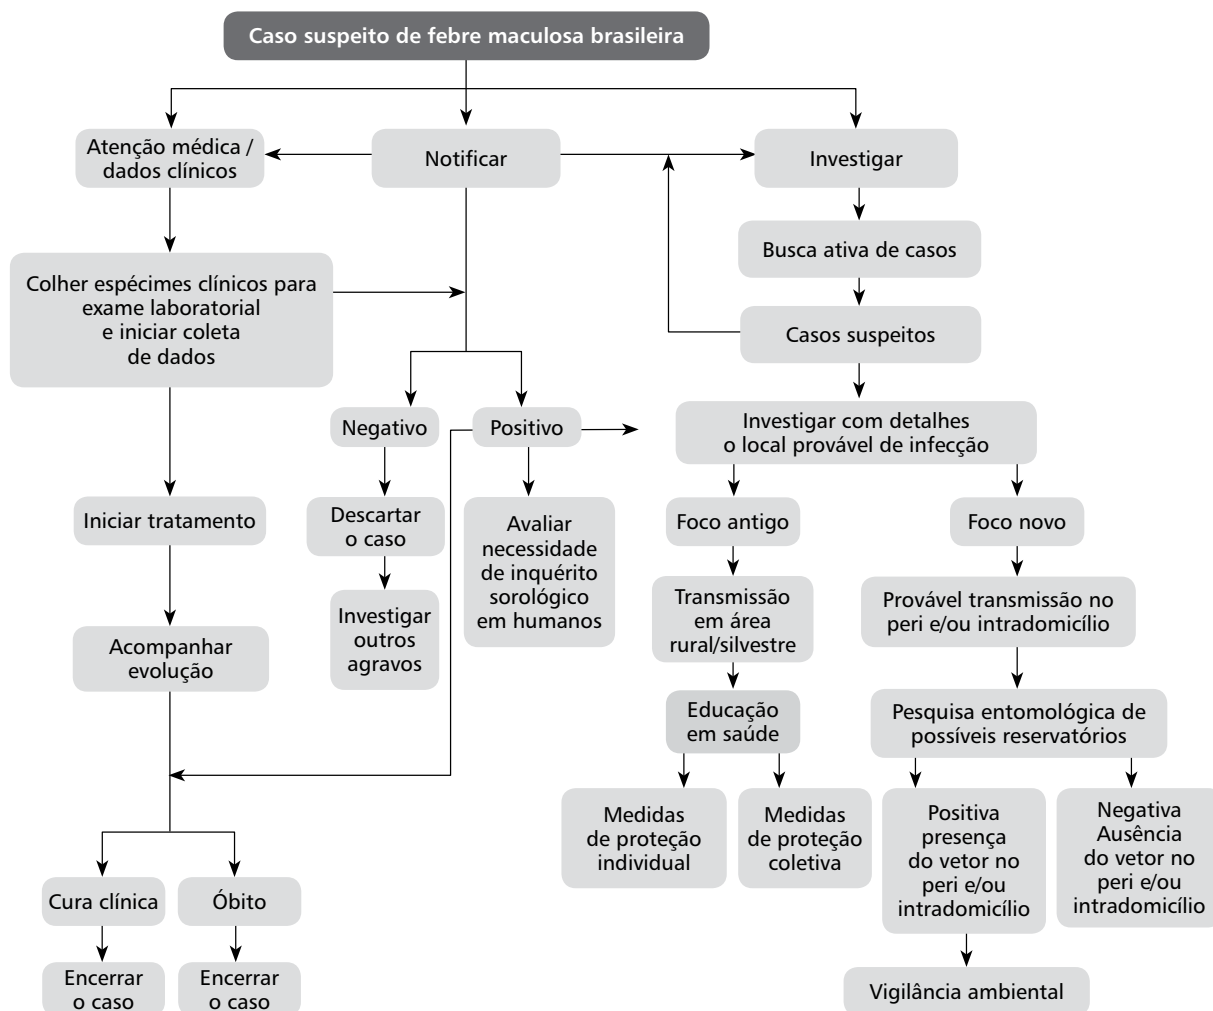 Caso suspeito de febre maculosa brasileira
Atenção médica /
dados clínicos
Notificar
Investigar
Busca ativa de casos
Colher espécimes clínicos para
exame laboratorial
e iniciar coleta
de dados
Casos suspeitos
Negativo
Positivo
Investigar com detalhes
o local provável de infecção
Iniciar tratamento
Descartar
o caso
Avaliar
necessidade
de inquérito
sorológico
em humanos
Foco antigo
Foco novo
Investigar
outros
agravos
Transmissão
em área
rural/silvestre
Provável transmissão no
peri e/ou intradomicílio
Acompanhar
evolução
Educação
em saúde
Pesquisa entomológica de
possíveis reservatórios
Medidas
de proteção
individual
Medidas
de proteção
coletiva
Positiva
presença
do vetor no
peri e/ou
intradomicílio
Negativa
Ausência
do vetor no
peri e/ou
intradomicílio
Cura clínica
Óbito
Encerrar
o caso
Encerrar
o caso
Vigilância ambiental